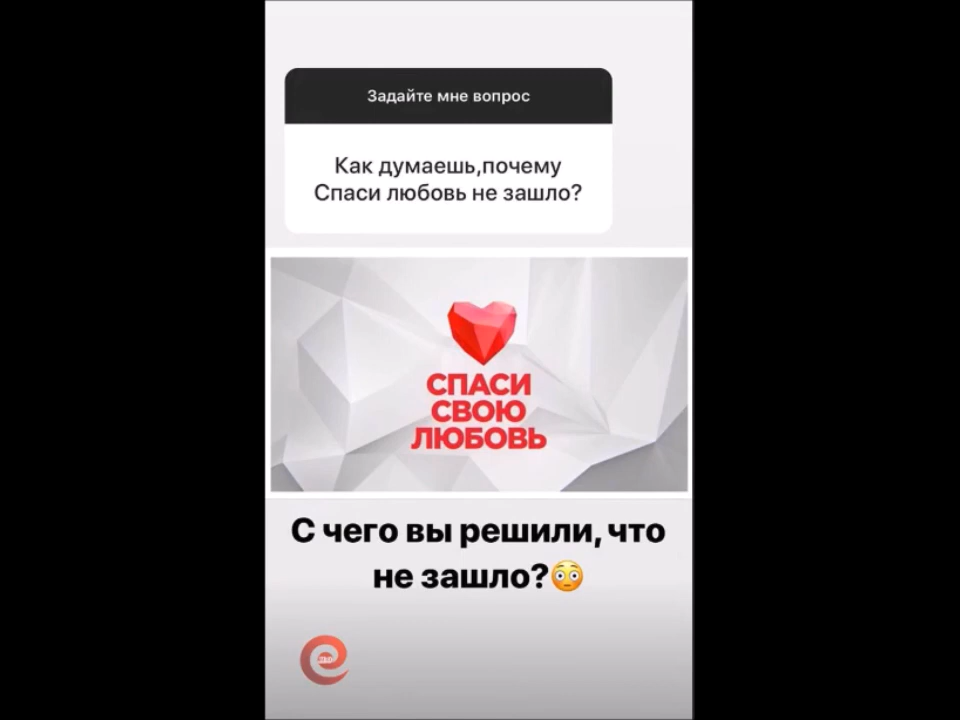 Задайте мне вопрос
Как думаешь,почему
Спаси любовь не зашло?
СПАСИ
СВОЮ
ЛЮБОВЬ
С чего вы решили, что
не зашло?😳